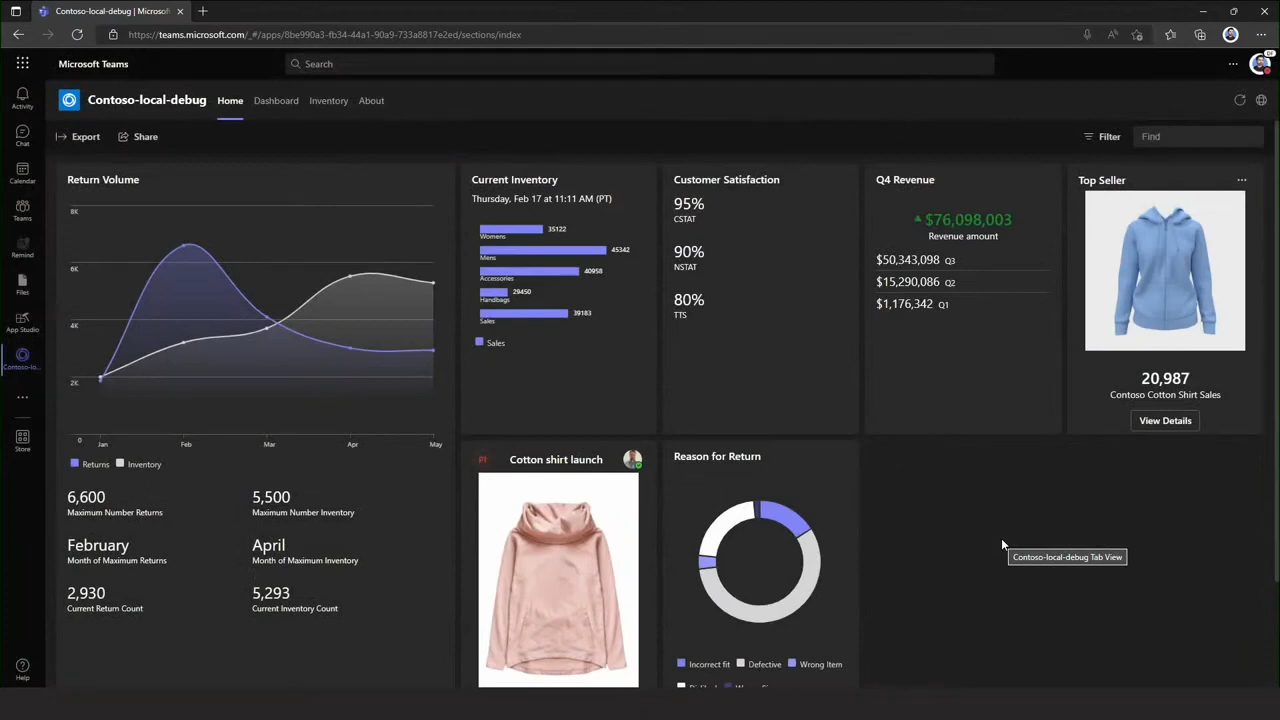 Contoso-local-debug | Microsof
https://teams.microsoft.com/_#/apps/8be990a3-fb34-44a1-90a9-733a8817e2ed/sections/index
Microsoft Teams
Search
Activity
Chat
Calendar
Teams
Remind
Files
App Studio
Contoso-lo...
Store
Help
Contoso-local-debug
Home
Dashboard
Inventory
About
Export
Share
Filter
Find
Return Volume
8K
6K
4K
2K
0
Jan
Feb
Mar
Apr
May
Returns
Inventory
6,600
Maximum Number Returns
5,500
Maximum Number Inventory
February
Month of Maximum Returns
April
Month of Maximum Inventory
2,930
Current Return Count
5,293
Current Inventory Count
Current Inventory
Thursday, Feb 17 at 11:11 AM (PT)
35122
Womens
45342
Mens
40958
Accessories
29450
Handbags
39183
Sales
Sales
Customer Satisfaction
95%
CSTAT
90%
NSTAT
80%
TTS
Q4 Revenue
$76,098,003
Revenue amount
$50,343,098 Q3
$15,290,086 Q2
$1,176,342 Q1
Top Seller
20,987
Contoso Cotton Shirt Sales
View Details
Cotton shirt launch
Reason for Return
Incorrect fit
Defective
Wrong Item
Contoso-local-debug Tab View